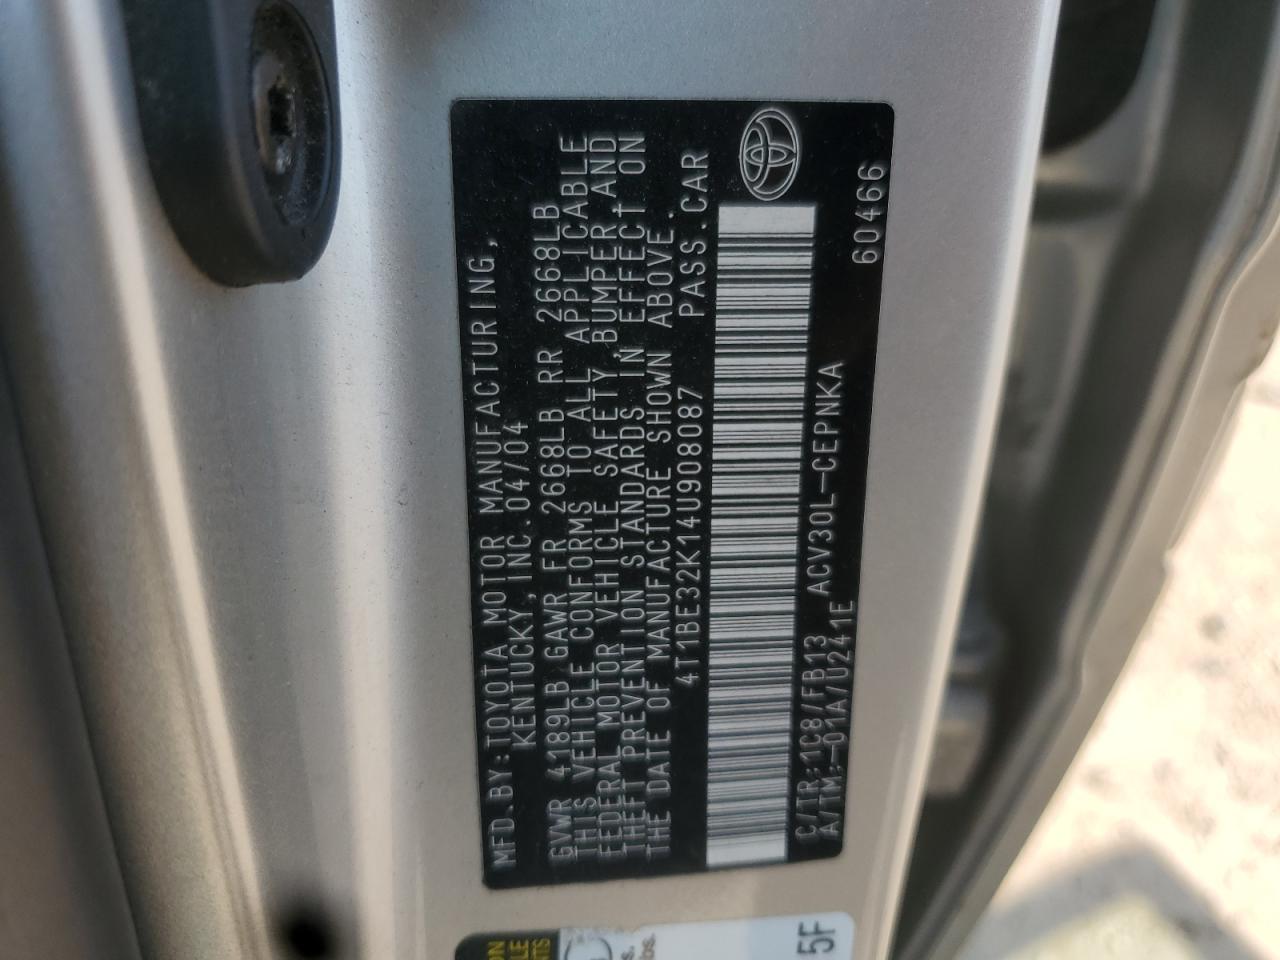 MFD.BY:TOYOTA MOTOR MANUFACTURING,
KENTUCKY,INC.04/04
GVWR 4189LB GAWR FR 2668LB RR 2668LB
THIS VEHICLE CONFORMS TO ALL APPLICABLE
FEDERAL MOTOR VEHICLE SAFETY, BUMPER,AND
THEFT PREVENTION STANDARDS IN EFFECT ON
THE DATE OF MANUFACTURE SHOWN ABOVE.
4T1BE32K14U908087 PASS.CAR
C/TR:1C8/FB13 ACV30L-CEPNKA 60466
A/TM:-01A/U241E
5F